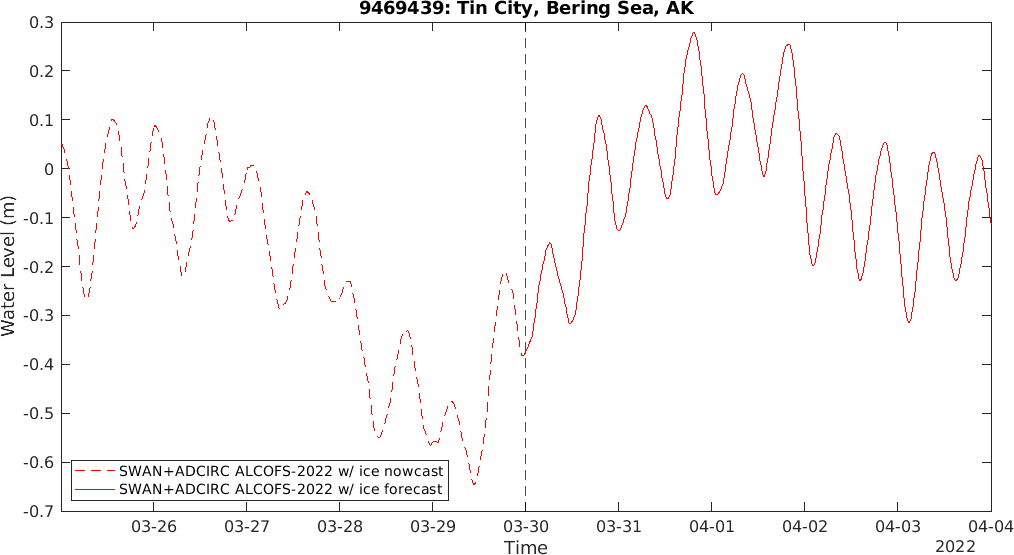 9469439: Tin City, Bering Sea, AK
0.3
0.2
0.1
0
-0.1
-0.2
-0.3
-0.4
-0.5
-0.6
-0.7
Water Level (m)
SWAN+ADCIRC ALCOFS-2022 w/ ice nowcast
SWAN+ADCIRC ALCOFS-2022 w/ ice forecast
03-26 03-27 03-28 03-29 03-30 03-31 04-01 04-02 04-03 04-04
Time
2022